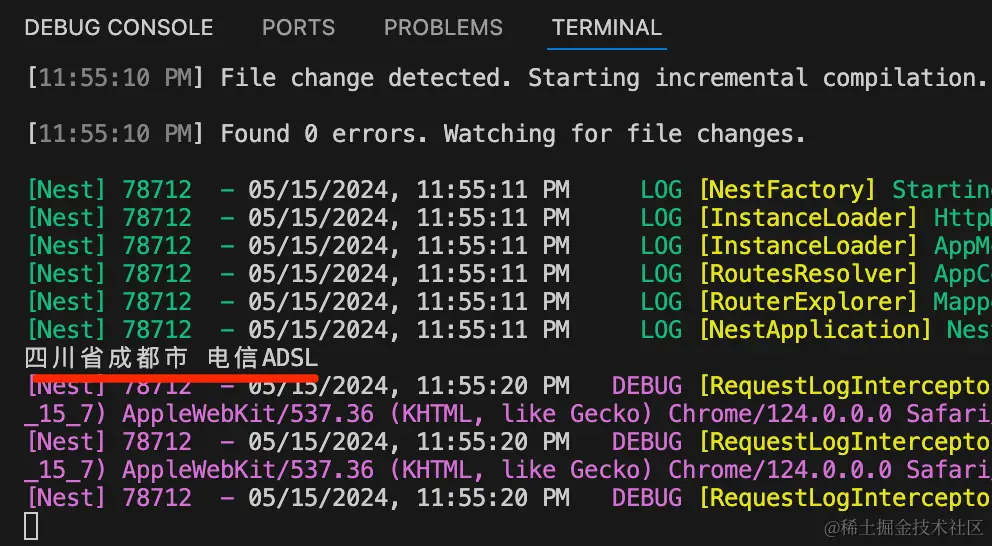 DEBUG CONSOLE PORTS PROBLEMS TERMINAL
[11:55:10 PM] File change detected. Starting incremental compilation.
[11:55:10 PM] Found 0 errors. Watching for file changes.
[Nest] 78712 - 05/15/2024, 11:55:11 PM LOG [NestFactory] Startin
[Nest] 78712 - 05/15/2024, 11:55:11 PM LOG [InstanceLoader] Http
[Nest] 78712 - 05/15/2024, 11:55:11 PM LOG [InstanceLoader] AppM
[Nest] 78712 - 05/15/2024, 11:55:11 PM LOG [RoutesResolver] AppC
[Nest] 78712 - 05/15/2024, 11:55:11 PM LOG [RouterExplorer] Mapp
[Nest] 78712 - 05/15/2024, 11:55:11 PM LOG [NestApplication] Nes
四川省成都市 电信ADSL
[Nest] 78712 - 05/15/2024, 11:55:20 PM DEBUG [RequestLogIntercepto
_15_7) AppleWebKit/537.36 (KHTML, like Gecko) Chrome/124.0.0.0 Safari
[Nest] 78712 - 05/15/2024, 11:55:20 PM DEBUG [RequestLogIntercepto
_15_7) AppleWebKit/537.36 (KHTML, like Gecko) Chrome/124.0.0.0 Safari
[Nest] 78712 - 05/15/2024, 11:55:20 PM DEBUG [RequestLogIntercepto
@稀土掘金技术社区